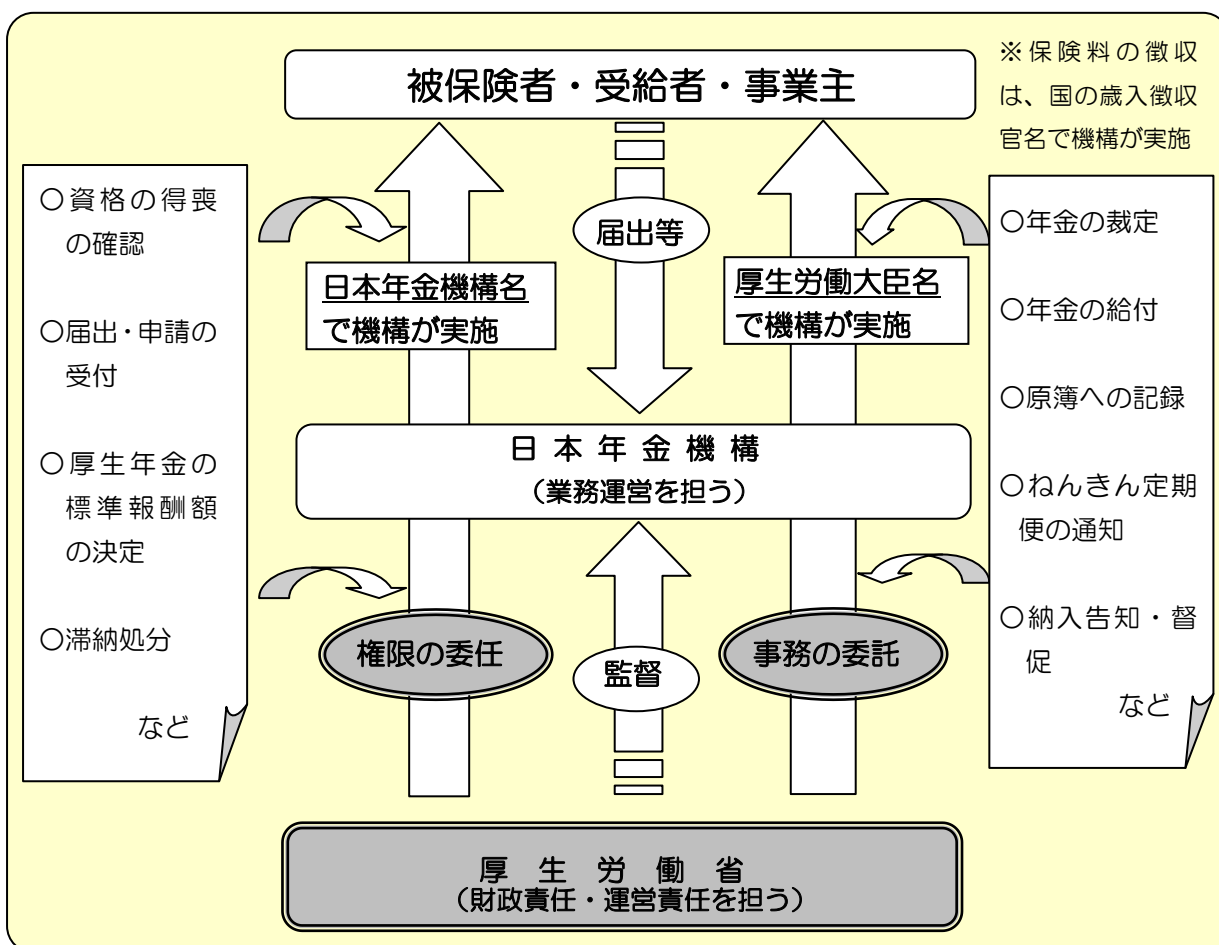 被保険者・受給者・事業主
※保険料の徴収
は、国の歳入徴収
官名で機構が実施
○資格の得喪
の確認
○届出・申請の
受付
○厚生年金の
標準報酬額
の決定
○滞納処分
など
日本年金機構名
で機構が実施
届出等
厚生労働大臣名
で機構が実施
○年金の裁定
○年金の給付
○原簿への記録
○ねんきん定期
便の通知
○納入告知・督
促
など
日本年金機構
（業務運営を担う）
権限の委任
監督
事務の委託
厚生労働省
（財政責任・運営責任を担う）